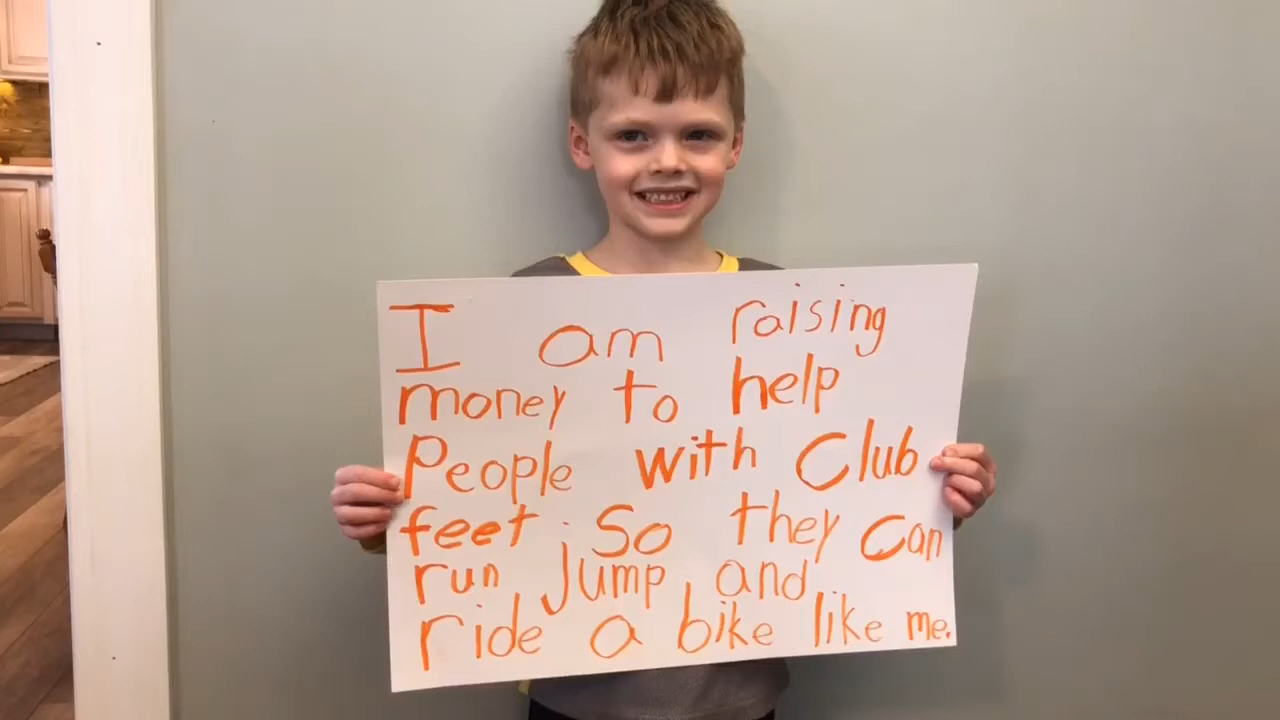 I am raising
money to help
People with Club
feet. So they can
run jump and
ride a bike like me.